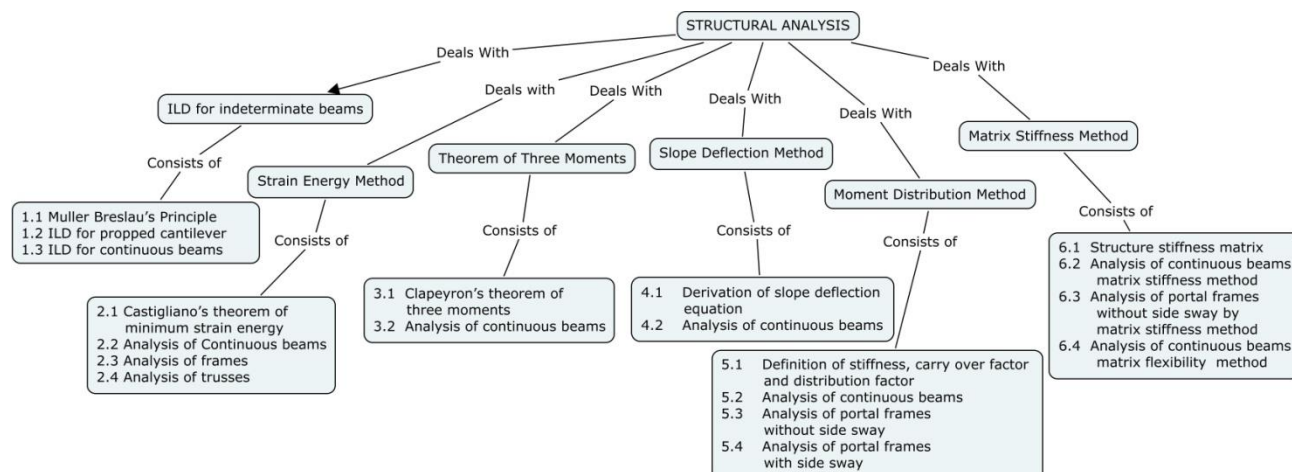 STRUCTURAL ANALYSIS
Deals With
Deals with
Deals With
Deals With
Deals With
Deals With
ILD for indeterminate beams
Consists of
1.1 Muller Breslau's Principle
1.2 ILD for propped cantilever
1.3 ILD for continuous beams
Strain Energy Method
Consists of
2.1 Castigliano's theorem of
minimum strain energy
2.2 Analysis of Continuous beams
2.3 Analysis of frames
2.4 Analysis of trusses
Theorem of Three Moments
Consists of
3.1 Clapeyron's theorem of
three moments
3.2 Analysis of continuous beams
Slope Deflection Method
Consists of
4.1 Derivation of slope deflection
equation
4.2 Analysis of continuous beams
Moment Distribution Method
Consists of
5.1 Definition of stiffness, carry over factor
and distribution factor
5.2 Analysis of continuous beams
5.3 Analysis of portal frames
without side sway
5.4 Analysis of portal frames
with side sway
Matrix Stiffness Method
Consists of
6.1 Structure stiffness matrix
6.2 Analysis of continuous beams
matrix stiffness method
6.3 Analysis of portal frames
without side sway by
matrix stiffness method
6.4 Analysis of continuous beams
matrix flexibility method